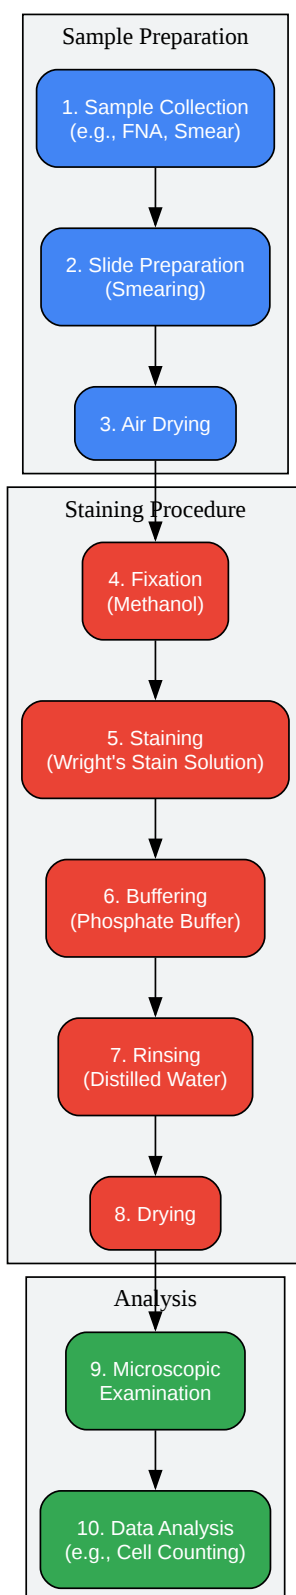 Sample Preparation
1. Sample Collection
(e.g., FNA, Smear)
2. Slide Preparation
(Smearing)
3. Air Drying
Staining Procedure
4. Fixation
(Methanol)
5. Staining
(Wright's Stain Solution)
6. Buffering
(Phosphate Buffer)
7. Rinsing
(Distilled Water)
8. Drying
Analysis
9. Microscopic
Examination
10. Data Analysis
(e.g., Cell Counting)